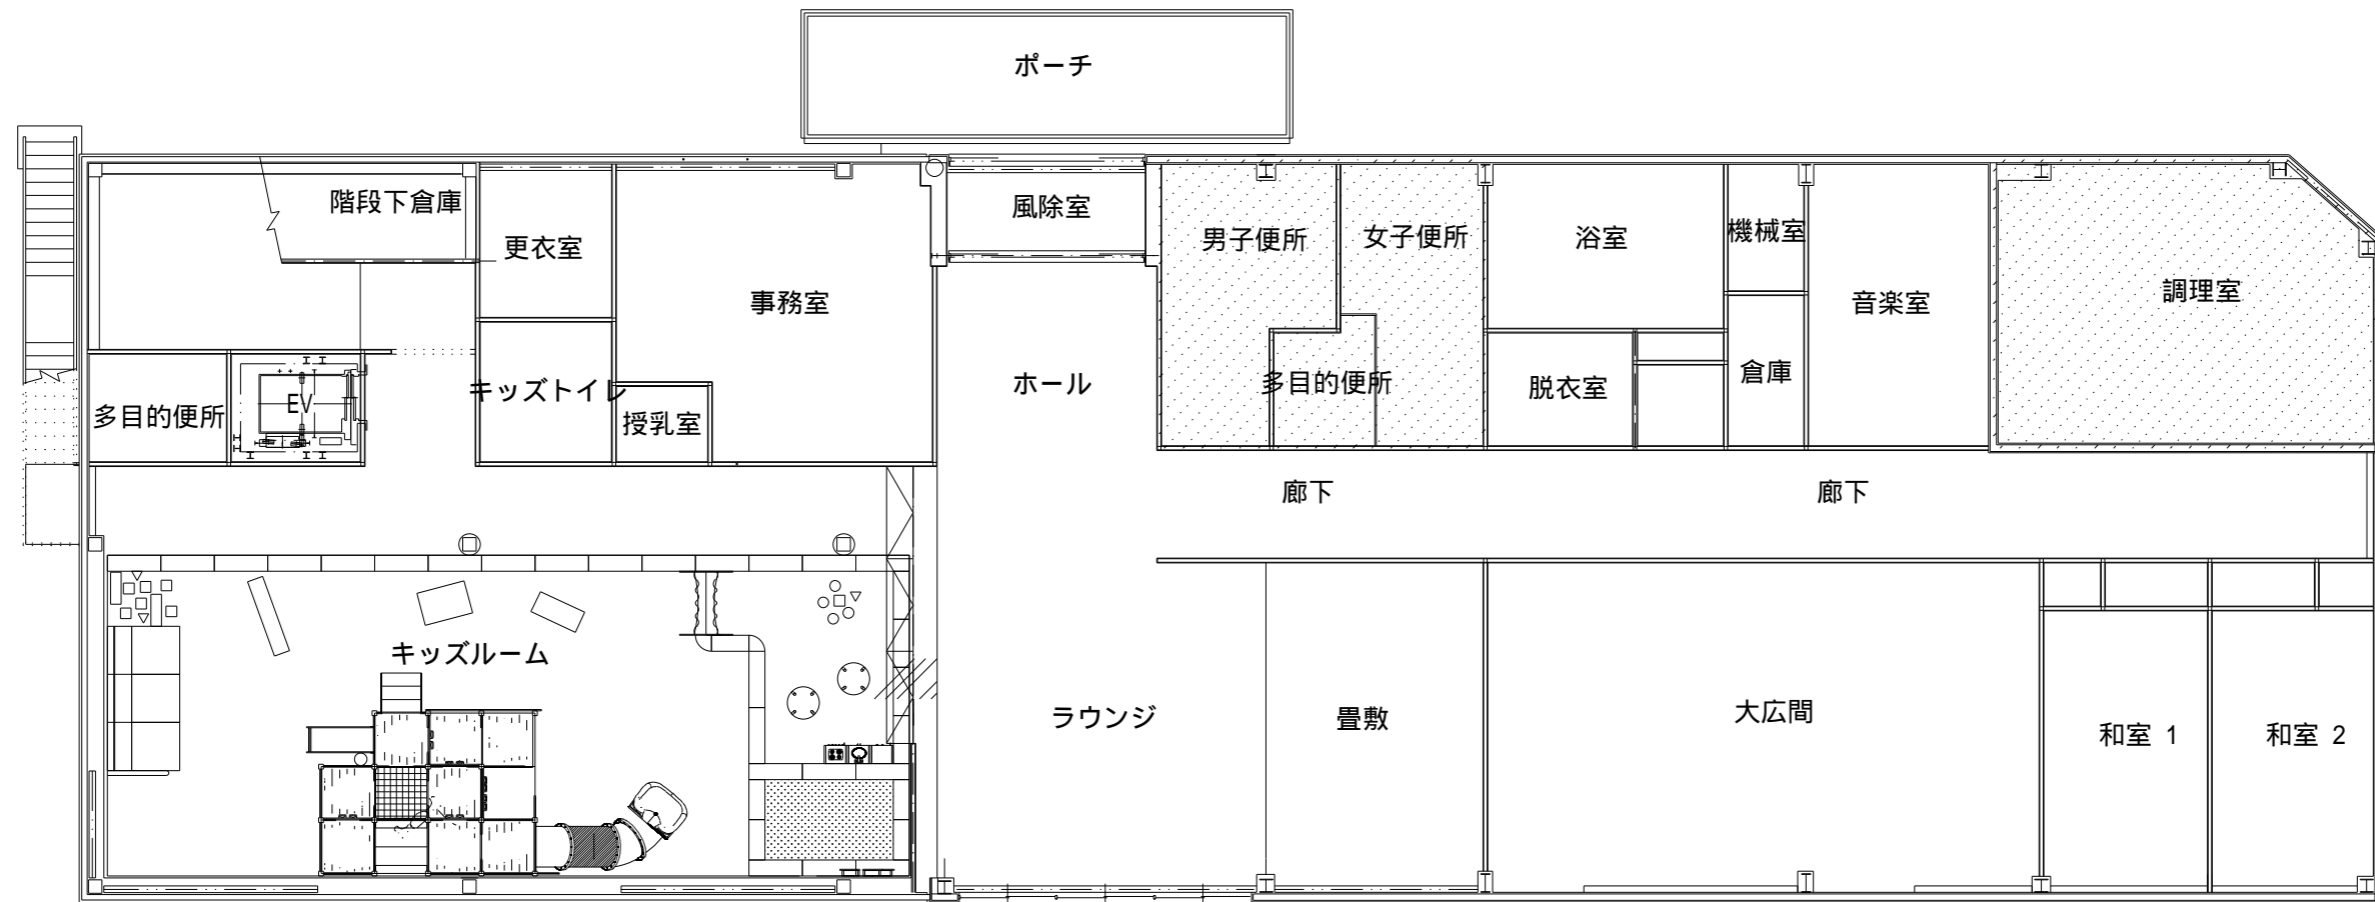 ポーチ
階段下倉庫
更衣室
事務室
風除室
男子便所
女子便所
浴室
機械室
音楽室
調理室
多目的便所
EV
キッズトイレ
授乳室
ホール
多目的便所
脱衣室
倉庫
廊下
廊下
キッズルーム
ラウンジ
畳敷
大広間
和室 1
和室 2